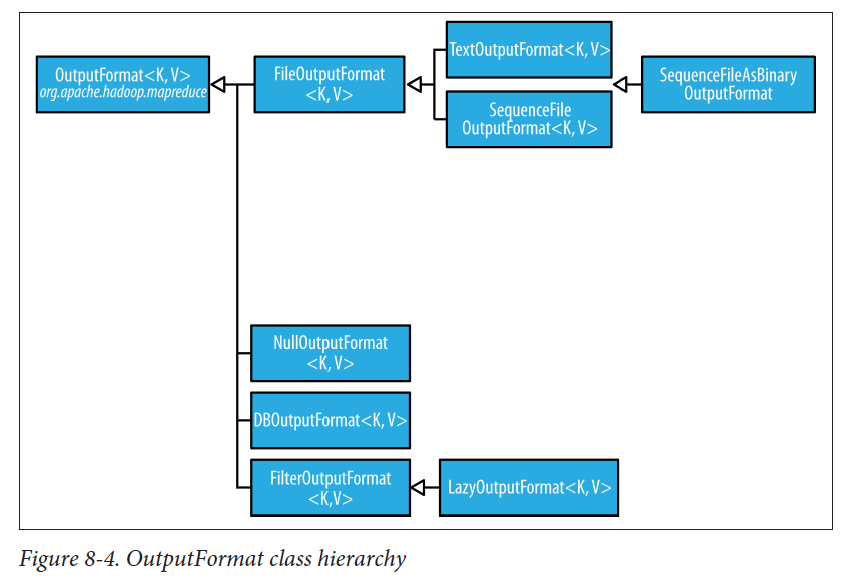 OutputFormat<K, V>
org.apache.hadoop.mapreduce
FileOutputFormat
<K, V>
TextOutputFormat<K, V>
SequenceFile
OutputFormat<K, V>
SequenceFileAsBinary
OutputFormat
NullOutputFormat
<K, V>
DBOutputFormat<K, V>
FilterOutputFormat
<K,V>
LazyOutputFormat<K, V>
Figure 8-4. OutputFormat class hierarchy